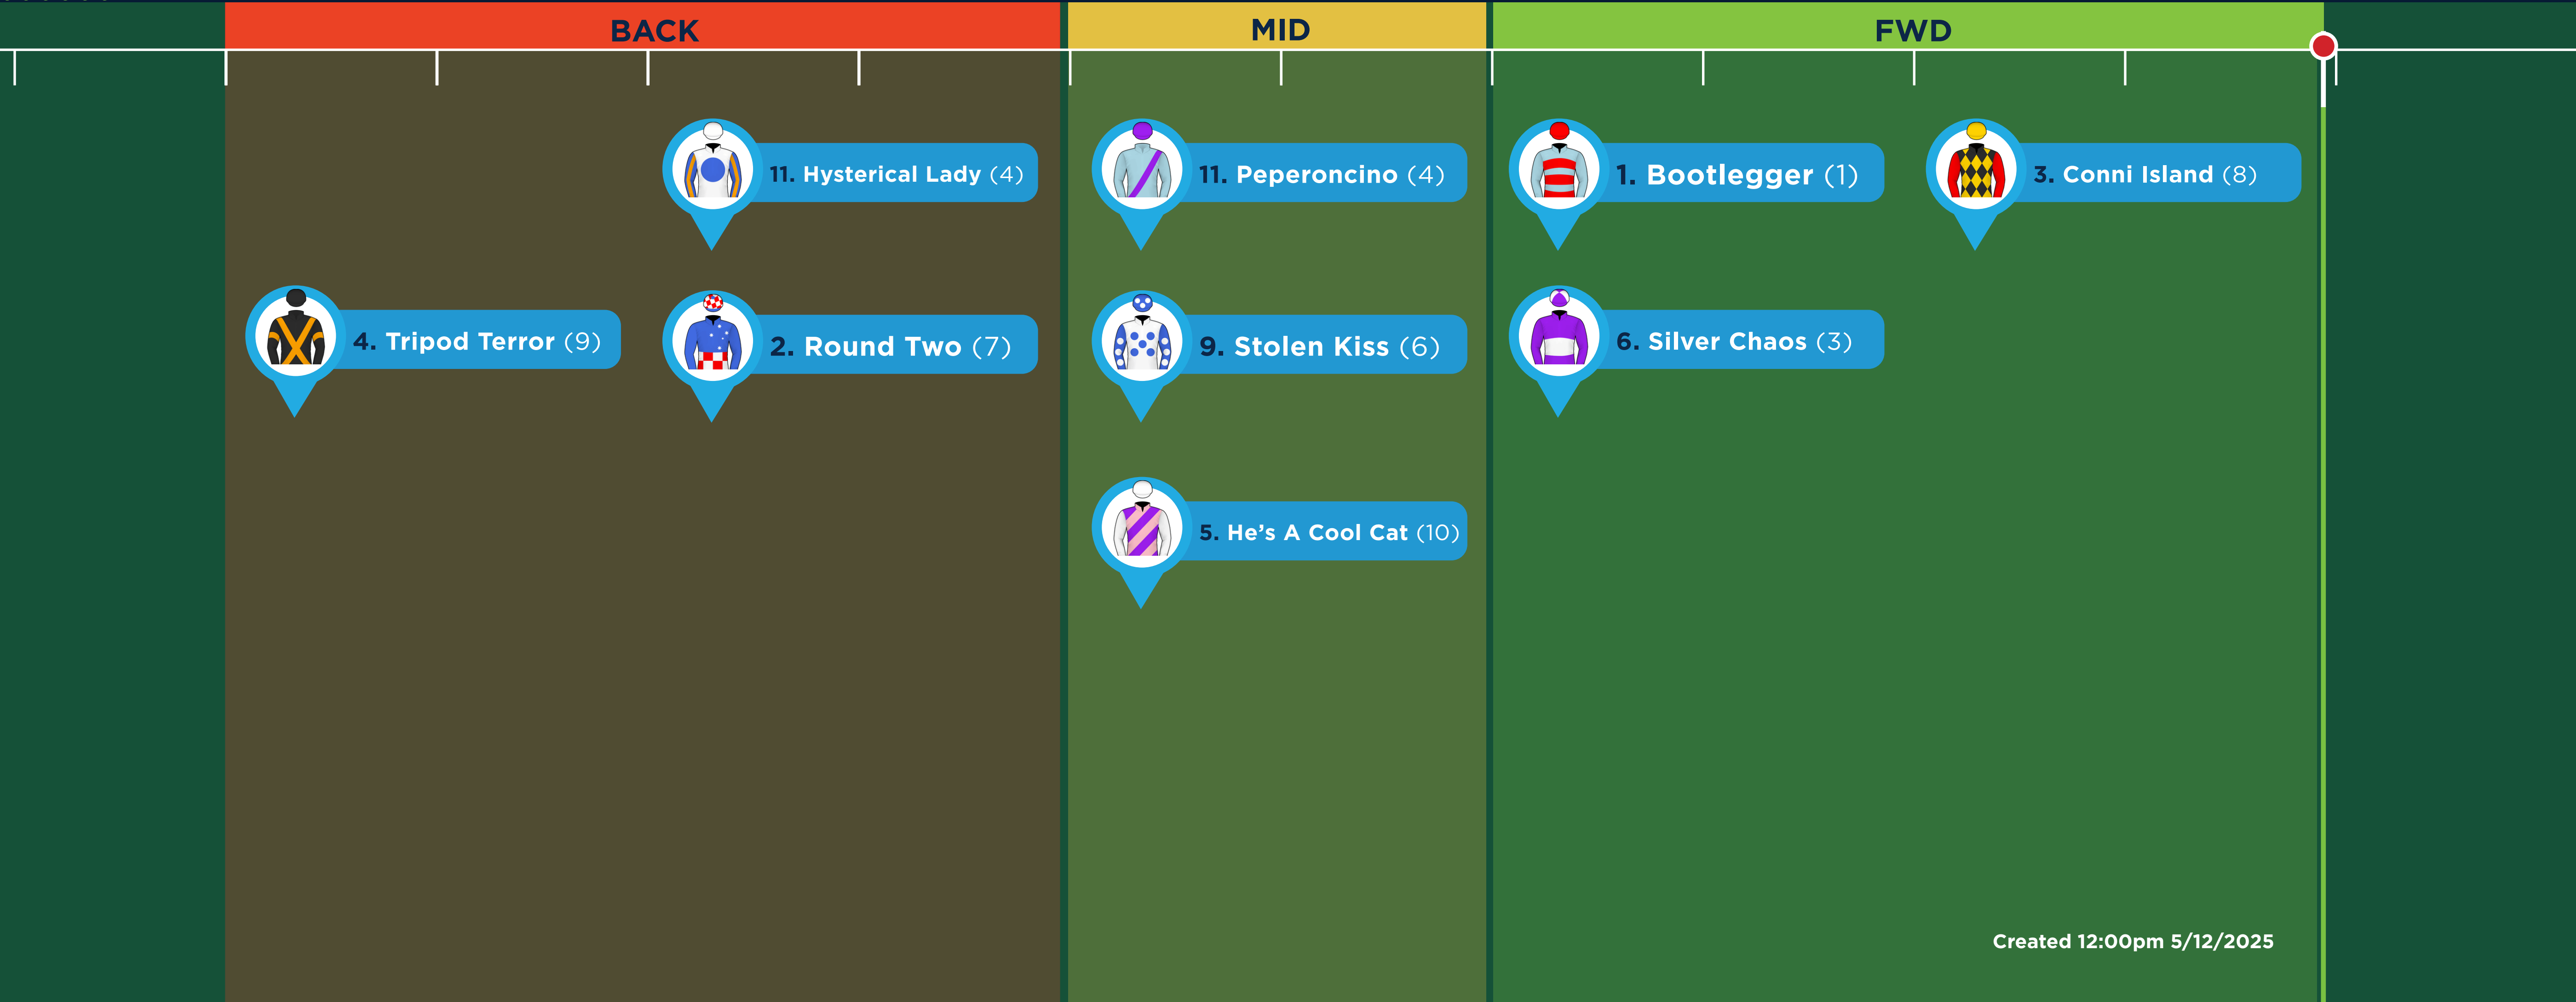 BACK
MID
FWD
11. Hysterical Lady (4)
11. Peperoncino (4)
1. Bootlegger (1)
3. Conni Island (8)
4. Tripod Terror (9)
2. Round Two (7)
9. Stolen Kiss (6)
6. Silver Chaos (3)
5. He's A Cool Cat (10)
Created 12:00pm 5/12/2025